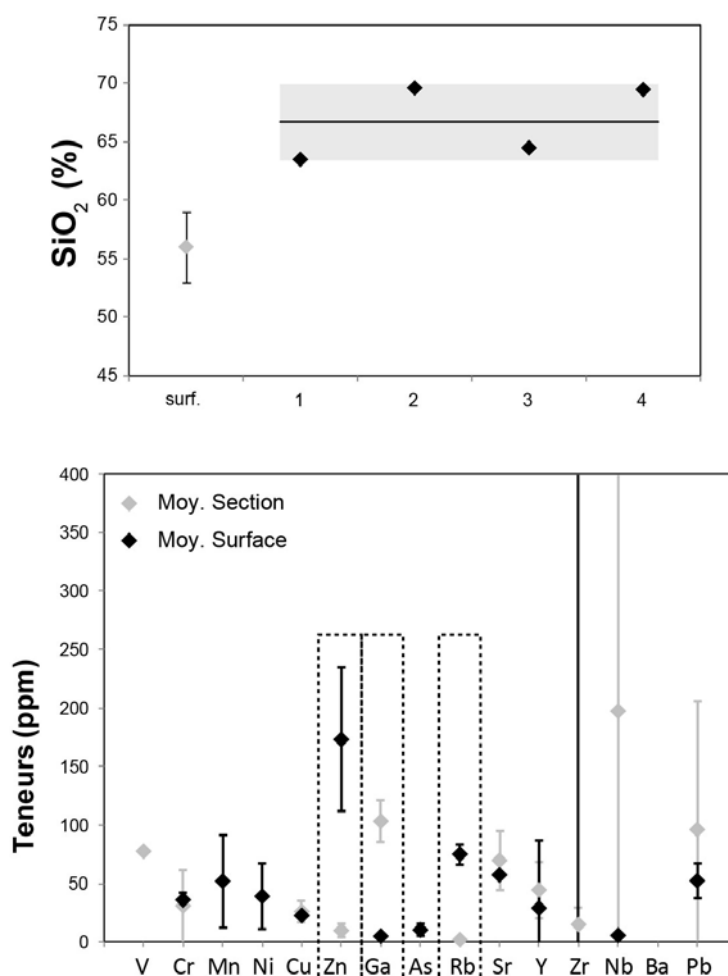 75
70
65
60
55
50
45
SiO2 (%)
surf. 1 2 3 4
400
350
300
250
200
150
100
50
0
Teneurs (ppm)
Moy. Section
Moy. Surface
V Cr Mn Ni Cu Zn Ga As Rb Sr Y Zr Nb Ba Pb